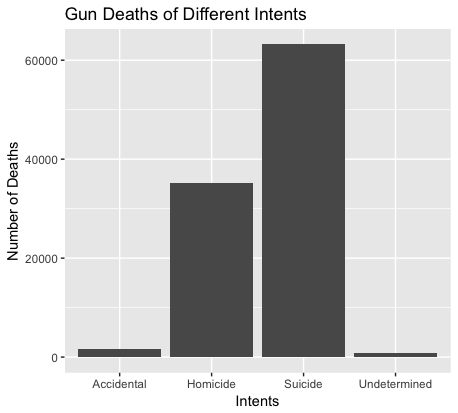 Gun Deaths of Different Intents
Number of Deaths
60000
40000
20000
0
Accidental Homicide Suicide Undetermined
Intents